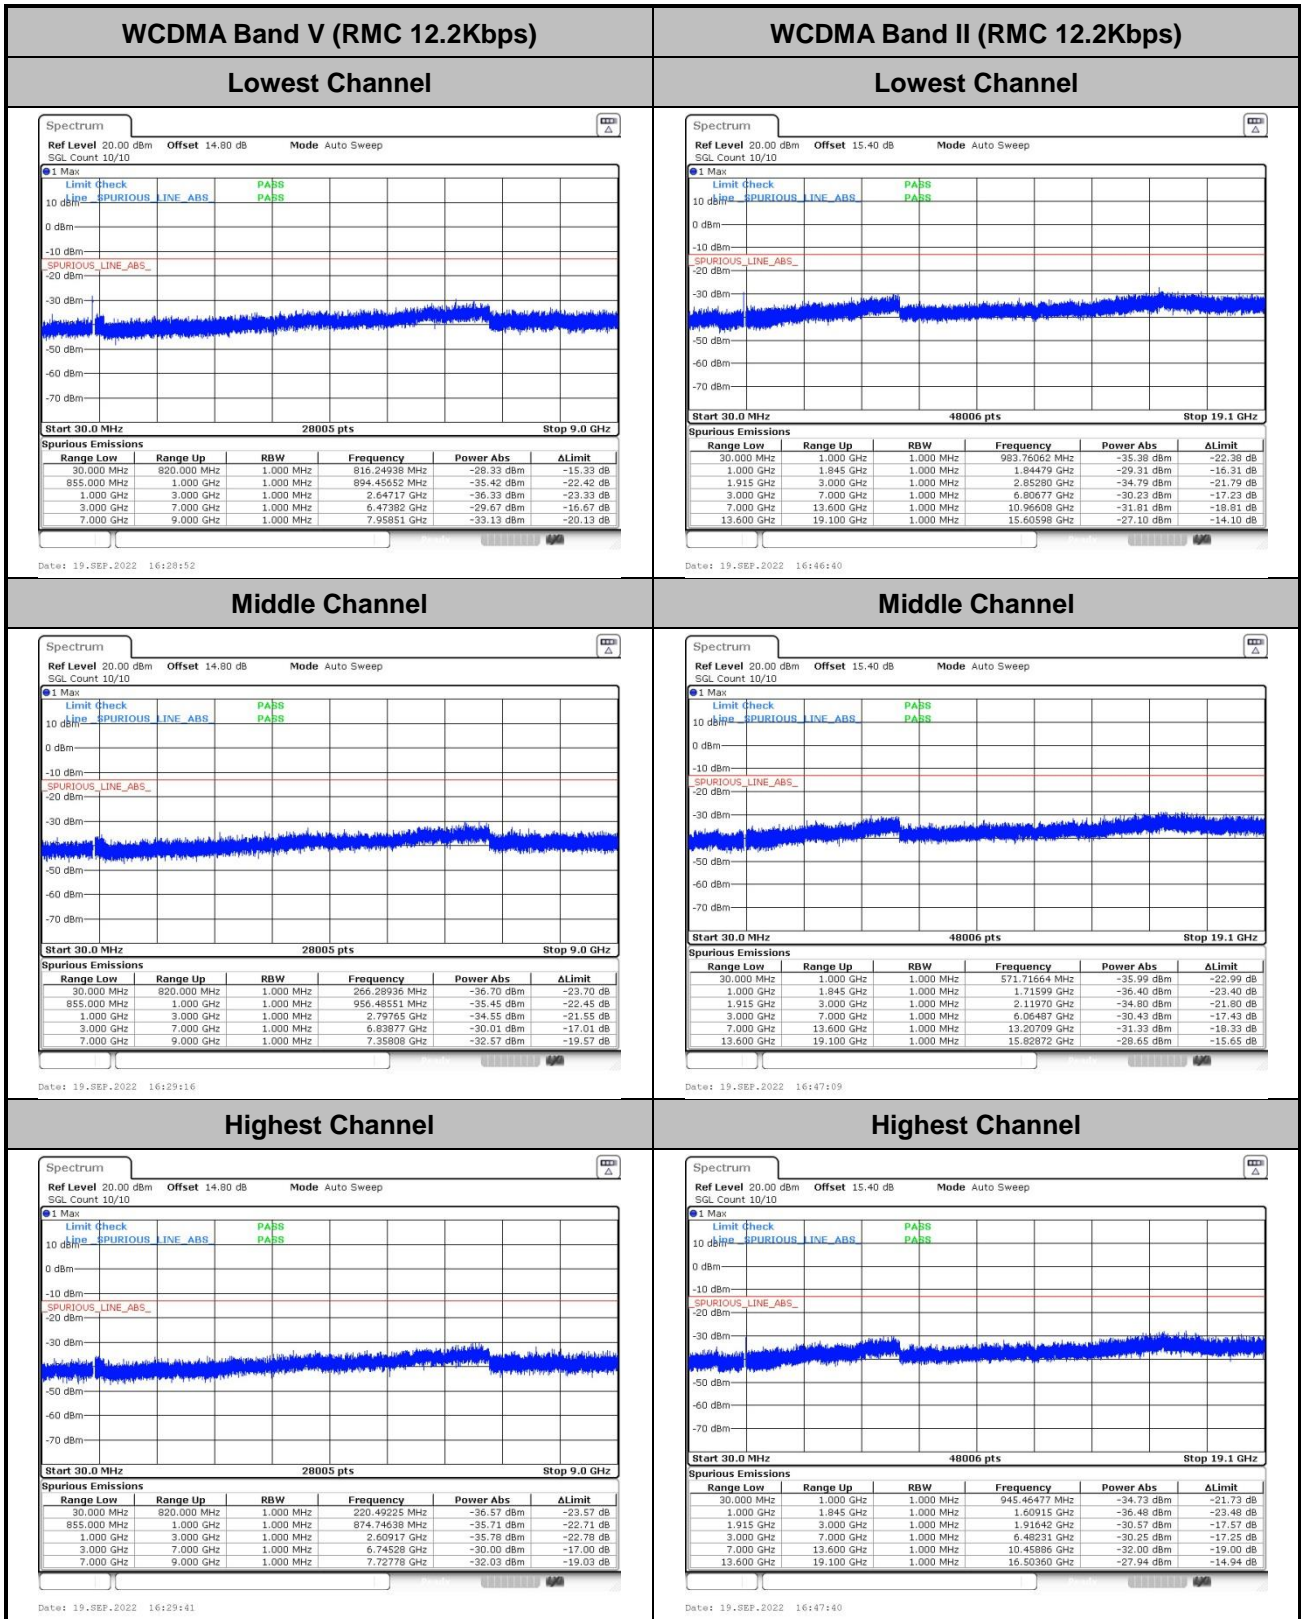 WCDMA Band V (RMC 12.2Kbps) WCDMA Band II (RMC 12.2Kbps)
Lowest Channel Lowest Channel
Spectrum
Ref Level 20.00 dBm Offset 14.80 dB Mode Auto Sweep
SGL Count 10/10
1 Max
Limit Check PASS
Line _SPURIOUS_LINE_ABS_ PASS
10 dBm
0 dBm
-10 dBm
_SPURIOUS_LINE_ABS_
-20 dBm
-30 dBm
-50 dBm
-60 dBm
-70 dBm
Start 30.0 MHz 28005 pts Stop 9.0 GHz
Spurious Emissions
Range Low Range Up RBW Frequency Power Abs ΔLimit
30.000 MHz 820.000 MHz 1.000 MHz 816.24938 MHz -28.33 dBm -15.33 dB
855.000 MHz 1.000 GHz 1.000 MHz 894.45652 MHz -35.42 dBm -22.42 dB
1.000 GHz 3.000 GHz 1.000 MHz 2.64717 GHz -36.33 dBm -23.33 dB
3.000 GHz 7.000 GHz 1.000 MHz 6.47382 GHz -29.67 dBm -16.67 dB
7.000 GHz 9.000 GHz 1.000 MHz 7.95851 GHz -33.13 dBm -20.13 dB
Date: 19.SEP.2022 16:28:52
Spectrum
Ref Level 20.00 dBm Offset 15.40 dB Mode Auto Sweep
SGL Count 10/10
1 Max
Limit Check PASS
Line _SPURIOUS_LINE_ABS_ PASS
10 dBm
0 dBm
-10 dBm
_SPURIOUS_LINE_ABS_
-20 dBm
-30 dBm
-50 dBm
-60 dBm
-70 dBm
Start 30.0 MHz 48006 pts Stop 19.1 GHz
Spurious Emissions
Range Low Range Up RBW Frequency Power Abs ΔLimit
30.000 MHz 1.000 GHz 1.000 MHz 983.76062 MHz -35.38 dBm -22.38 dB
1.000 GHz 1.845 GHz 1.000 MHz 1.84479 GHz -29.31 dBm -16.31 dB
1.915 GHz 3.000 GHz 1.000 MHz 2.85280 GHz -34.79 dBm -21.79 dB
3.000 GHz 7.000 GHz 1.000 MHz 6.80677 GHz -30.23 dBm -17.23 dB
7.000 GHz 13.600 GHz 1.000 MHz 10.96608 GHz -31.81 dBm -18.81 dB
13.600 GHz 19.100 GHz 1.000 MHz 15.60598 GHz -27.10 dBm -14.10 dB
Date: 19.SEP.2022 16:46:40
Middle Channel Middle Channel
Spectrum
Ref Level 20.00 dBm Offset 14.80 dB Mode Auto Sweep
SGL Count 10/10
1 Max
Limit Check PASS
Line _SPURIOUS_LINE_ABS_ PASS
10 dBm
0 dBm
-10 dBm
_SPURIOUS_LINE_ABS_
-20 dBm
-30 dBm
-50 dBm
-60 dBm
-70 dBm
Start 30.0 MHz 28005 pts Stop 9.0 GHz
Spurious Emissions
Range Low Range Up RBW Frequency Power Abs ΔLimit
30.000 MHz 820.000 MHz 1.000 MHz 266.28936 MHz -36.70 dBm -23.70 dB
855.000 MHz 1.000 GHz 1.000 MHz 956.48551 MHz -35.45 dBm -22.45 dB
1.000 GHz 3.000 GHz 1.000 MHz 2.79765 GHz -34.55 dBm -21.55 dB
3.000 GHz 7.000 GHz 1.000 MHz 6.83877 GHz -30.01 dBm -17.01 dB
7.000 GHz 9.000 GHz 1.000 MHz 7.35808 GHz -32.57 dBm -19.57 dB
Date: 19.SEP.2022 16:29:16
Spectrum
Ref Level 20.00 dBm Offset 15.40 dB Mode Auto Sweep
SGL Count 10/10
1 Max
Limit Check PASS
Line _SPURIOUS_LINE_ABS_ PASS
10 dBm
0 dBm
-10 dBm
_SPURIOUS_LINE_ABS_
-20 dBm
-30 dBm
-50 dBm
-60 dBm
-70 dBm
Start 30.0 MHz 48006 pts Stop 19.1 GHz
Spurious Emissions
Range Low Range Up RBW Frequency Power Abs ΔLimit
30.000 MHz 1.000 GHz 1.000 MHz 571.71664 MHz -35.99 dBm -22.99 dB
1.000 GHz 1.845 GHz 1.000 MHz 1.71599 GHz -36.40 dBm -23.40 dB
1.915 GHz 3.000 GHz 1.000 MHz 2.11970 GHz -34.80 dBm -21.80 dB
3.000 GHz 7.000 GHz 1.000 MHz 6.06487 GHz -30.43 dBm -17.43 dB
7.000 GHz 13.600 GHz 1.000 MHz 13.20709 GHz -31.33 dBm -18.33 dB
13.600 GHz 19.100 GHz 1.000 MHz 15.82872 GHz -28.65 dBm -15.65 dB
Date: 19.SEP.2022 16:47:09
Highest Channel Highest Channel
Spectrum
Ref Level 20.00 dBm Offset 14.80 dB Mode Auto Sweep
SGL Count 10/10
1 Max
Limit Check PASS
Line _SPURIOUS_LINE_ABS_ PASS
10 dBm
0 dBm
-10 dBm
_SPURIOUS_LINE_ABS_
-20 dBm
-30 dBm
-50 dBm
-60 dBm
-70 dBm
Start 30.0 MHz 28005 pts Stop 9.0 GHz
Spurious Emissions
Range Low Range Up RBW Frequency Power Abs ΔLimit
30.000 MHz 820.000 MHz 1.000 MHz 220.49225 MHz -36.57 dBm -23.57 dB
855.000 MHz 1.000 GHz 1.000 MHz 874.74638 MHz -35.71 dBm -22.71 dB
1.000 GHz 3.000 GHz 1.000 MHz 2.60917 GHz -35.78 dBm -22.78 dB
3.000 GHz 7.000 GHz 1.000 MHz 6.74528 GHz -30.00 dBm -17.00 dB
7.000 GHz 9.000 GHz 1.000 MHz 7.72778 GHz -32.03 dBm -19.03 dB
Date: 19.SEP.2022 16:29:41
Spectrum
Ref Level 20.00 dBm Offset 15.40 dB Mode Auto Sweep
SGL Count 10/10
1 Max
Limit Check PASS
Line _SPURIOUS_LINE_ABS_ PASS
10 dBm
0 dBm
-10 dBm
_SPURIOUS_LINE_ABS_
-20 dBm
-30 dBm
-50 dBm
-60 dBm
-70 dBm
Start 30.0 MHz 48006 pts Stop 19.1 GHz
Spurious Emissions
Range Low Range Up RBW Frequency Power Abs ΔLimit
30.000 MHz 1.000 GHz 1.000 MHz 945.46477 MHz -34.73 dBm -21.73 dB
1.000 GHz 1.845 GHz 1.000 MHz 1.60915 GHz -36.48 dBm -23.48 dB
1.915 GHz 3.000 GHz 1.000 MHz 1.91642 GHz -30.57 dBm -17.57 dB
3.000 GHz 7.000 GHz 1.000 MHz 6.48231 GHz -30.25 dBm -17.25 dB
7.000 GHz 13.600 GHz 1.000 MHz 10.45886 GHz -32.00 dBm -19.00 dB
13.600 GHz 19.100 GHz 1.000 MHz 16.50360 GHz -27.94 dBm -14.94 dB
Date: 19.SEP.2022 16:47:40